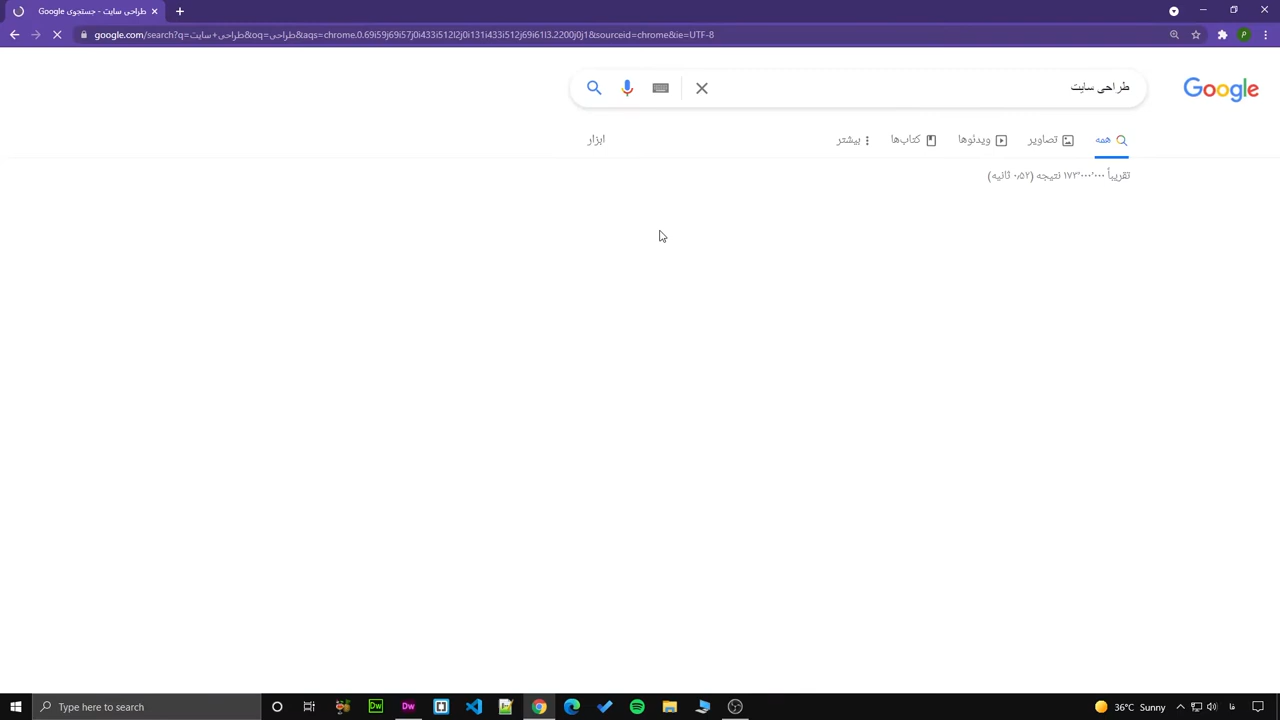 طراحی سایت - جستجوی Google
google.com/search?q=طراحی+سایت&oq=طراحی&aqs=chrome.0.69i59j69i57j0i433i512l2j0i131i433i512j69i61l3.2200j0j1&sourceid=chrome&ie=UTF-8
طراحی سایت
Google
همه
تصاویر
ویدئوها
کتاب‌ها
بیشتر
ابزار
تقریباً ۱۷۳٬۰۰۰٬۰۰۰ نتیجه (۰٫۵۲ ثانیه)
Type here to search
Dw
Dw
36°C Sunny
فا